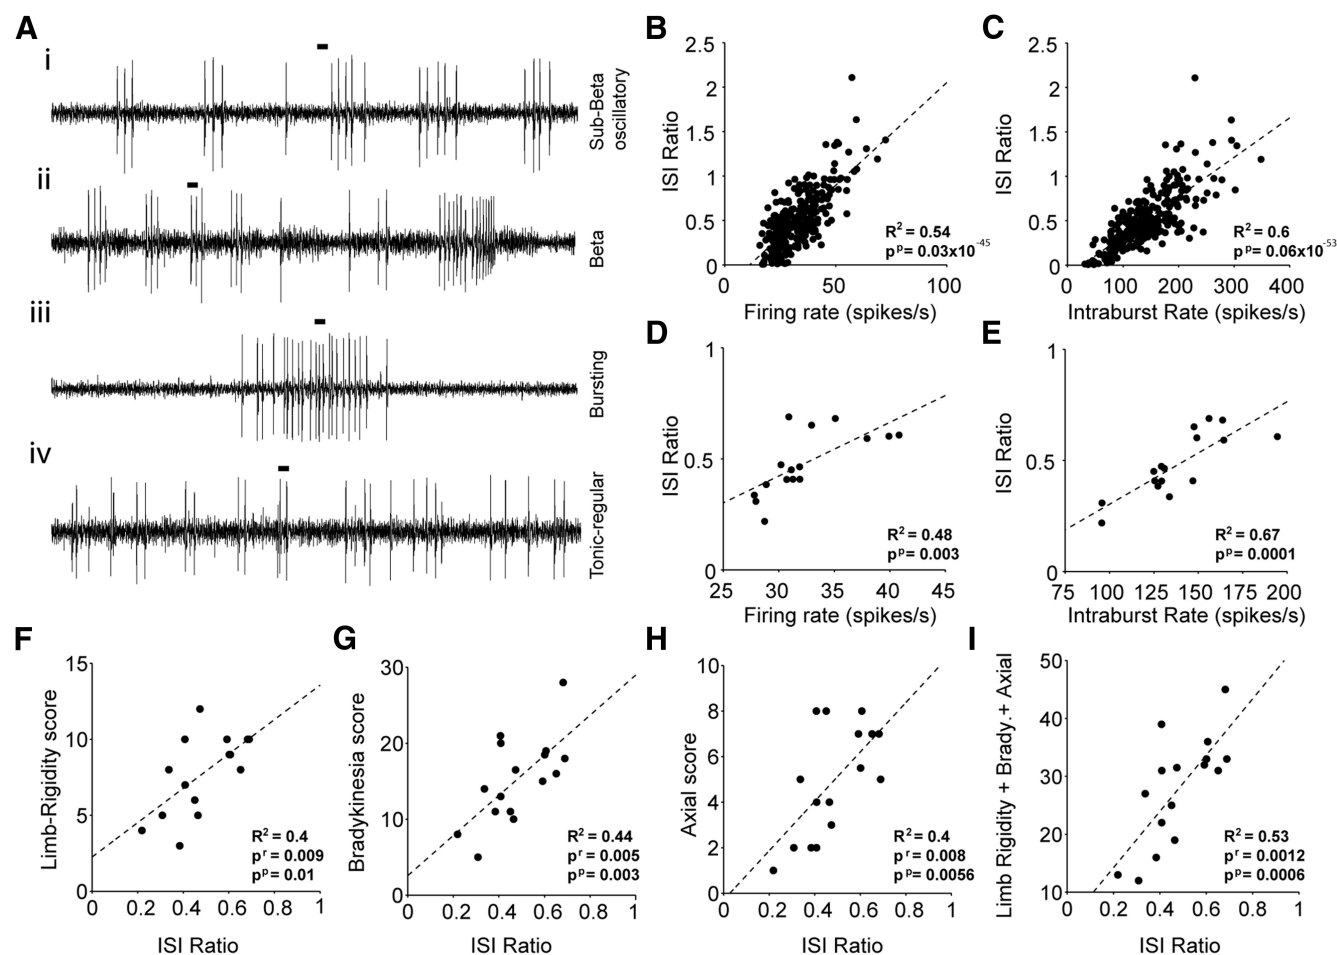 A
i
Sub-Beta
oscillatory
ii
Beta
iii
Bursting
iv
Tonic-regular
B
2.5
2
1.5
1
0.5
0
ISI Ratio
R² = 0.54
pᵖ= 0.03x10⁻⁴⁵
0 50 100
Firing rate (spikes/s)
C
2.5
2
1.5
1
0.5
0
ISI Ratio
R² = 0.6
pᵖ= 0.06x10⁻⁵³
0 100 200 300 400
Intraburst Rate (spikes/s)
D
1
0.5
0
ISI Ratio
R² = 0.48
pᵖ= 0.003
25 30 35 40 45
Firing rate (spikes/s)
E
1
0.5
0
ISI Ratio
R² = 0.67
pᵖ= 0.0001
75 100 125 150 175 200
Intraburst Rate (spikes/s)
F
15
10
5
0
Limb-Rigidity score
R² = 0.4
pʳ = 0.009
pᵖ = 0.01
0 0.2 0.4 0.6 0.8 1
ISI Ratio
G
30
20
10
0
Bradykinesia score
R² = 0.44
pʳ = 0.005
pᵖ = 0.003
0 0.2 0.4 0.6 0.8 1
ISI Ratio
H
10
8
6
4
2
0
Axial score
R² = 0.4
pʳ = 0.008
pᵖ = 0.0056
0 0.2 0.4 0.6 0.8 1
ISI Ratio
I
50
40
30
20
10
Limb Rigidity + Brady.+ Axial
R² = 0.53
pʳ = 0.0012
pᵖ = 0.0006
0 0.2 0.4 0.6 0.8 1
ISI Ratio